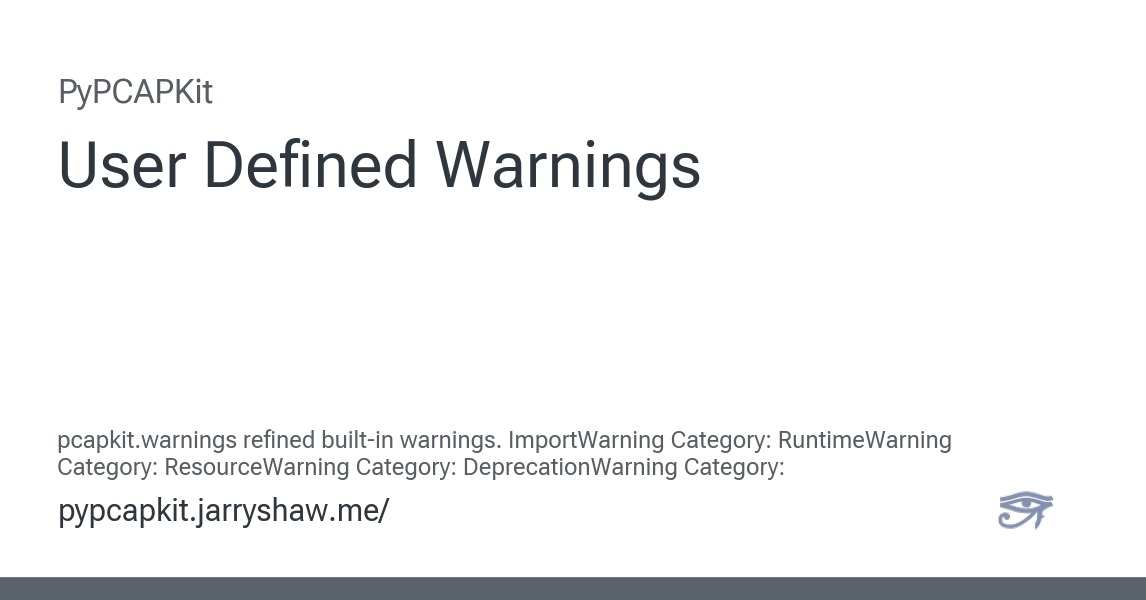 PyPCAPKit
User Defined Warnings
pcapkit.warnings refined built-in warnings. ImportWarning Category: RuntimeWarning
Category: ResourceWarning Category: DeprecationWarning Category:
pypcapkit.jarryshaw.me/